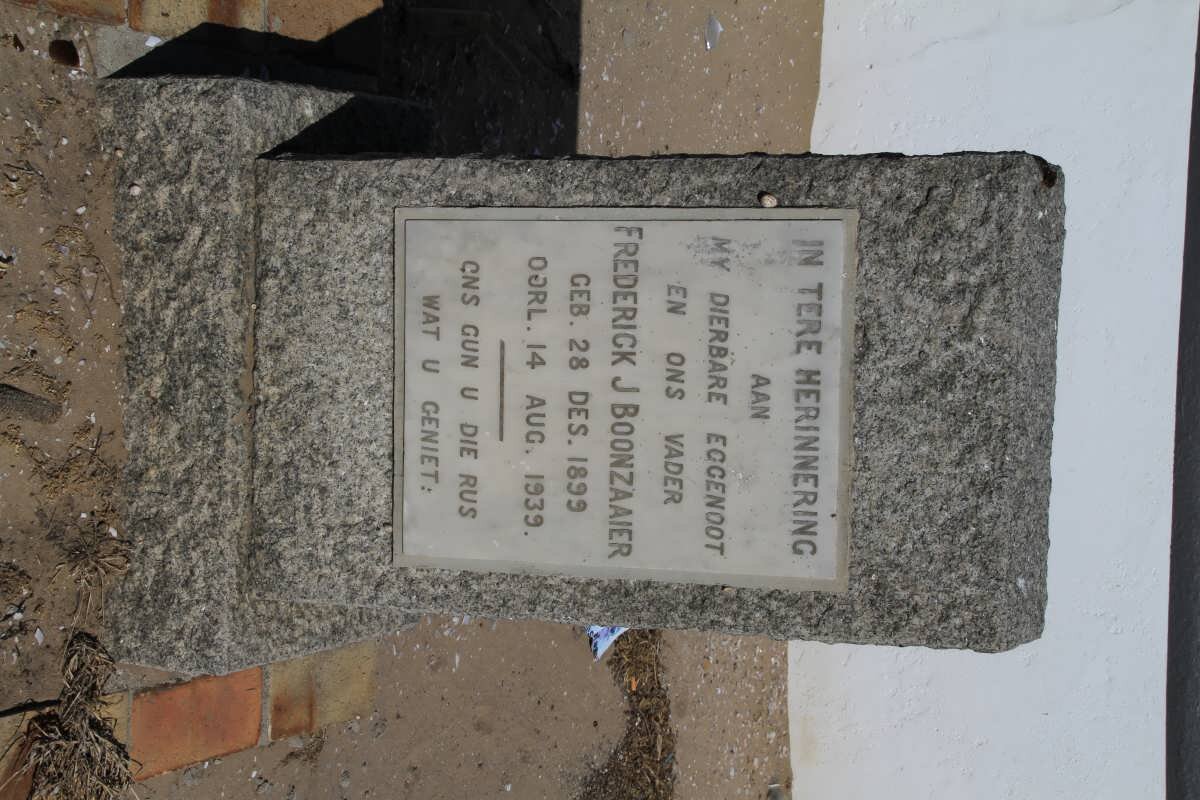 IN TERE HERINNERING
AAN
MY DIERBARE EGGENOOT
EN ONS VADER
FREDERICK J BOONZAAIER
GEB. 28 DES. 1899
OORL. 14 AUG. 1939.
ONS GUN U DIE RUS
WAT U GENIET.